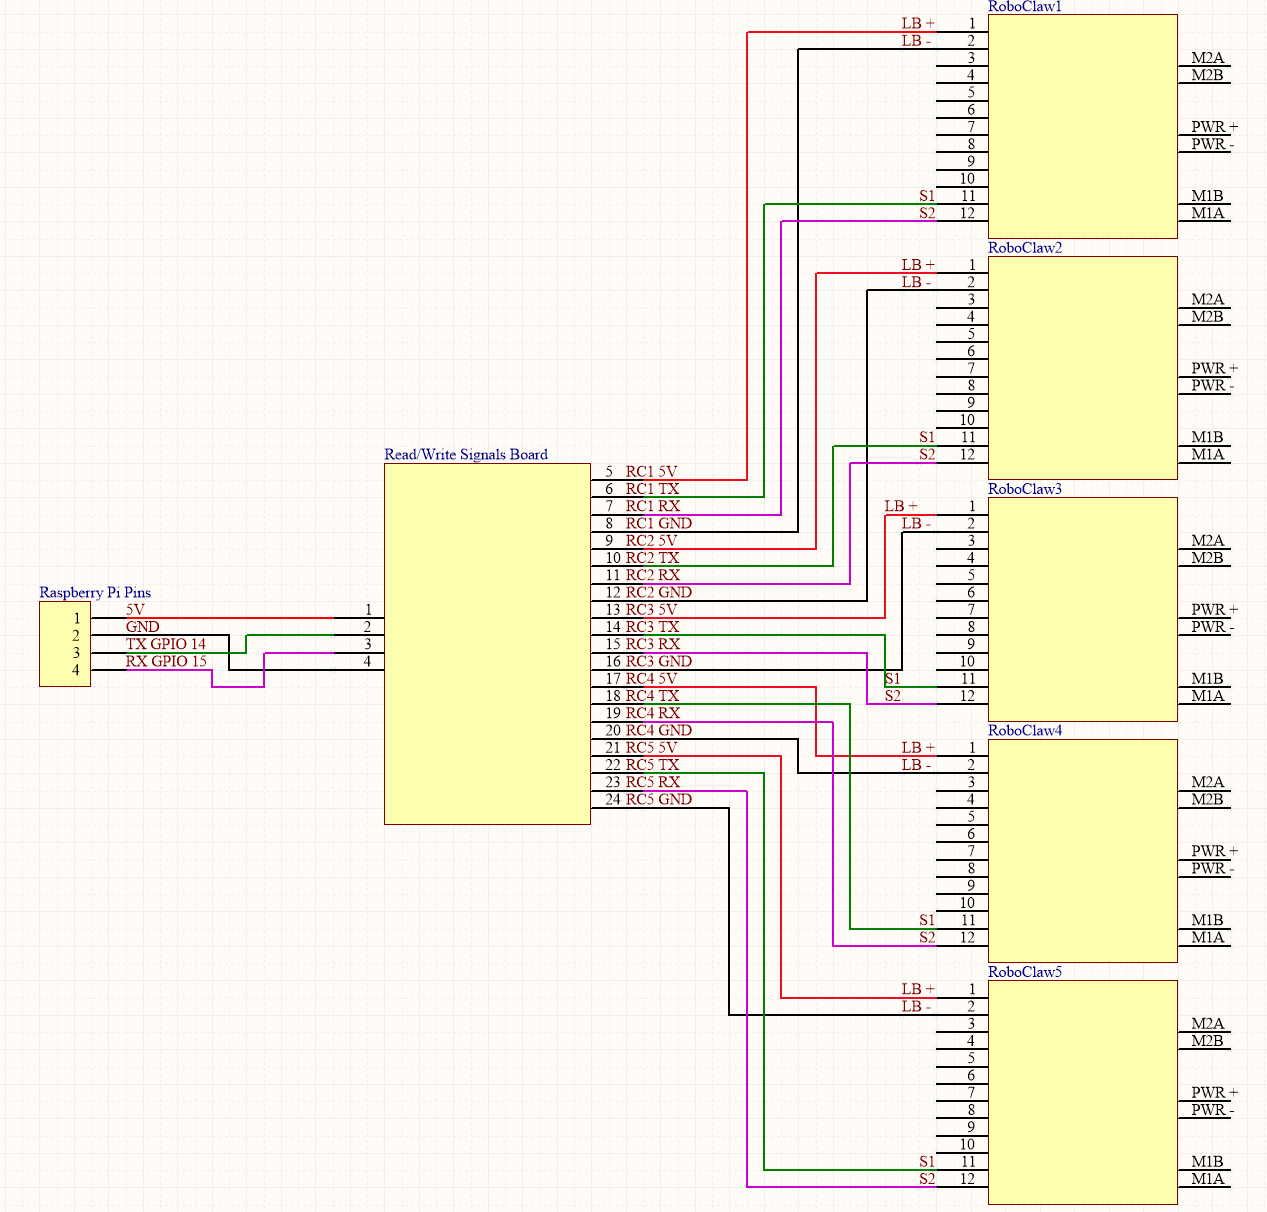 RoboClaw1
LB + 1
LB - 2
3 M2A
4 M2B
5
6
7 PWR +
8 PWR -
9
10
S1 11 M1B
S2 12 M1A
RoboClaw2
LB + 1
LB - 2
3 M2A
4 M2B
5
6
7 PWR +
8 PWR -
9
10
S1 11 M1B
S2 12 M1A
Read/Write Signals Board
5 RC1 5V
6 RC1 TX
7 RC1 RX
8 RC1 GND
9 RC2 5V
10 RC2 TX
11 RC2 RX
12 RC2 GND
13 RC3 5V
14 RC3 TX
15 RC3 RX
16 RC3 GND
17 RC4 5V
18 RC4 TX
19 RC4 RX
20 RC4 GND
21 RC5 5V
22 RC5 TX
23 RC5 RX
24 RC5 GND
Raspberry Pi Pins
1 5V 1
2 GND 2
3 TX GPIO 14 3
4 RX GPIO 15 4
RoboClaw3
LB + 1
LB - 2
3 M2A
4 M2B
5
6
7 PWR +
8 PWR -
9
10
S1 11 M1B
S2 12 M1A
RoboClaw4
LB + 1
LB - 2
3 M2A
4 M2B
5
6
7 PWR +
8 PWR -
9
10
S1 11 M1B
S2 12 M1A
RoboClaw5
LB + 1
LB - 2
3 M2A
4 M2B
5
6
7 PWR +
8 PWR -
9
10
S1 11 M1B
S2 12 M1A